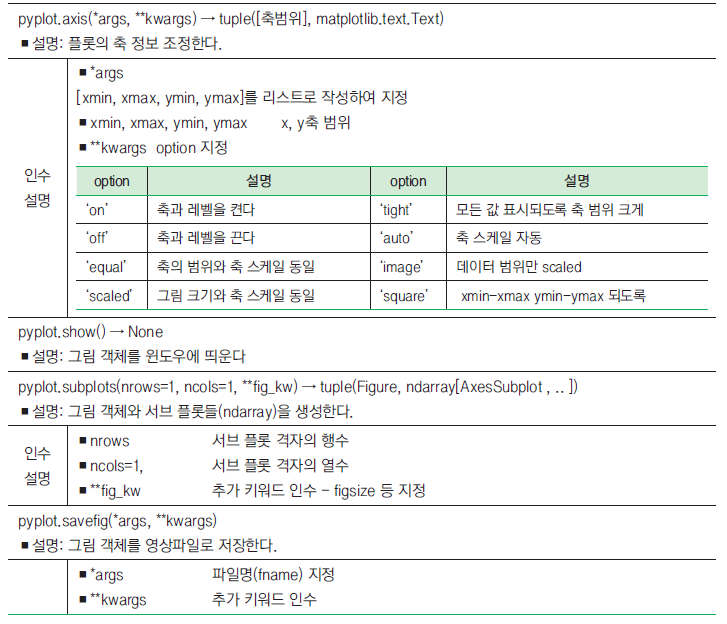 pyplot.axis(*args, **kwargs) → tuple([축범위], matplotlib.text.Text)
■ 설명: 플롯의 축 정보 조정한다.
인수 설명
■ *args
[xmin, xmax, ymin, ymax]를 리스트로 작성하여 지정
■ xmin, xmax, ymin, ymax x, y축 범위
■ **kwargs option 지정
option 설명 option 설명
‘on’ 축과 레벨을 켠다 ‘tight’ 모든 값 표시되도록 축 범위 크게
‘off’ 축과 레벨을 끈다 ‘auto’ 축 스케일 자동
‘equal’ 축의 범위와 축 스케일 동일 ‘image’ 데이터 범위만 scaled
‘scaled’ 그림 크기와 축 스케일 동일 ‘square’ xmin-xmax ymin-ymax 되도록
pyplot.show() → None
■ 설명: 그림 객체를 윈도우에 띄운다
pyplot.subplots(nrows=1, ncols=1, **fig_kw) → tuple(Figure, ndarray[AxesSubplot , .. ])
■ 설명: 그림 객체와 서브 플롯들(ndarray)을 생성한다.
인수 설명
■ nrows 서브 플롯 격자의 행수
■ ncols=1, 서브 플롯 격자의 열수
■ **fig_kw 추가 키워드 인수 - figsize 등 지정
pyplot.savefig(*args, **kwargs)
■ 설명: 그림 객체를 영상파일로 저장한다.
■ *args 파일명(fname) 지정
■ **kwargs 추가 키워드 인수